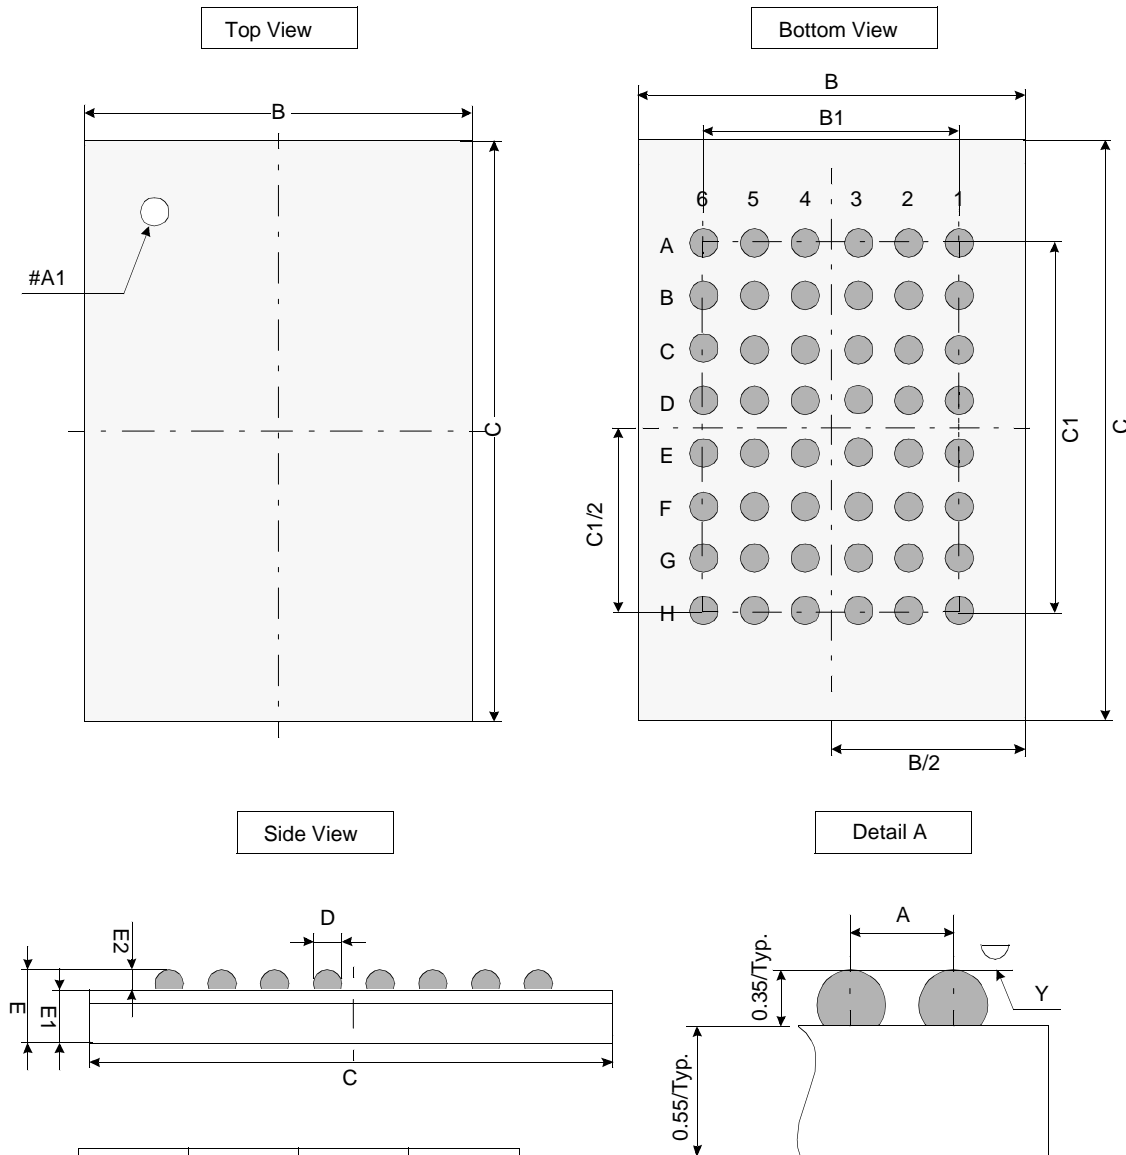 Top View
B
#A1
C
Bottom View
B
B1
6 5 4 3 2 1
A
B
C
D
E
F
G
H
C1
C
C1/2
B/2
Side View
D
E2
E
E1
C
Detail A
A
0.35/Typ.
Y
0.55/Typ.